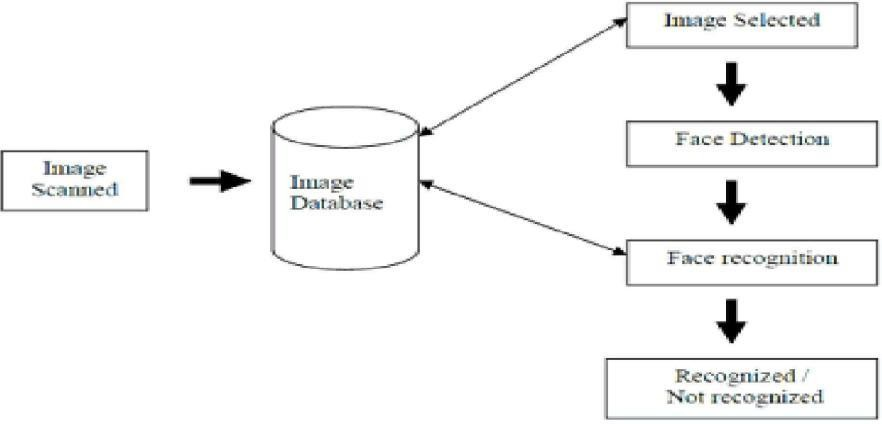 Image
Scanned
Image
Database
Image Selected
Face Detection
Face recognition
Recognized /
Not recognized